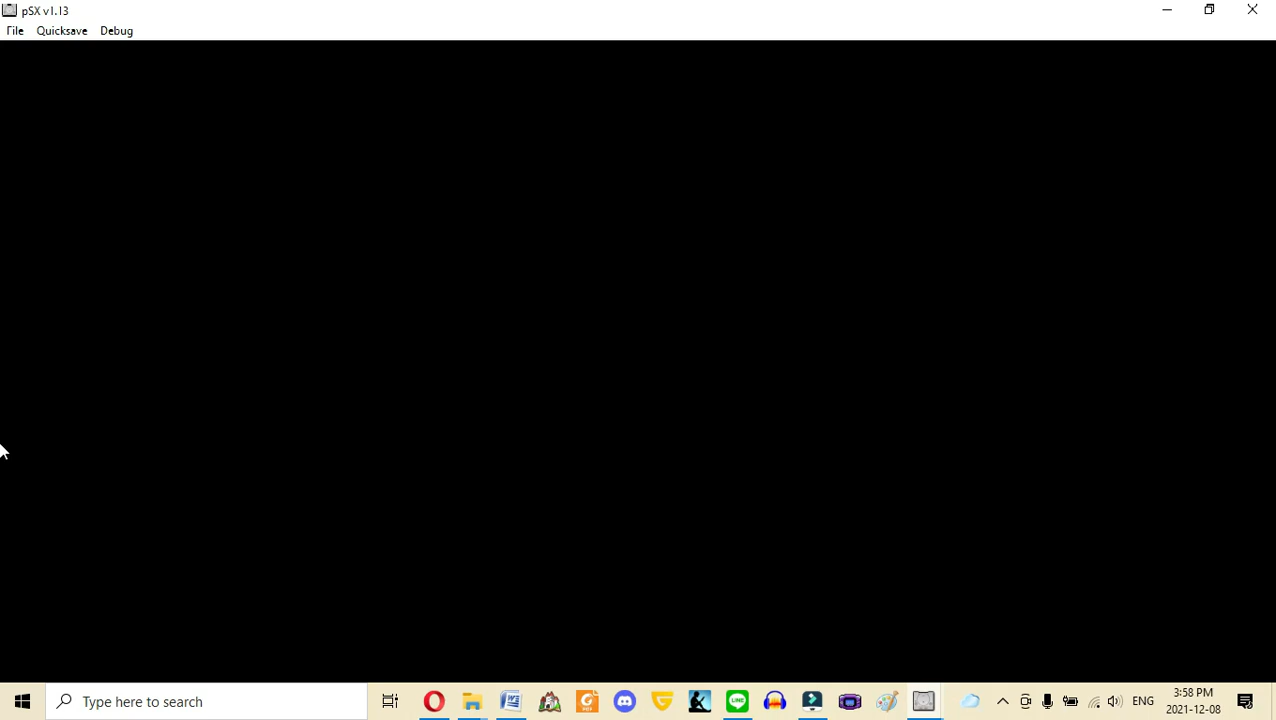 pSX v1.13
File Quicksave Debug
Type here to search
ENG
3:58 PM
2021-12-08